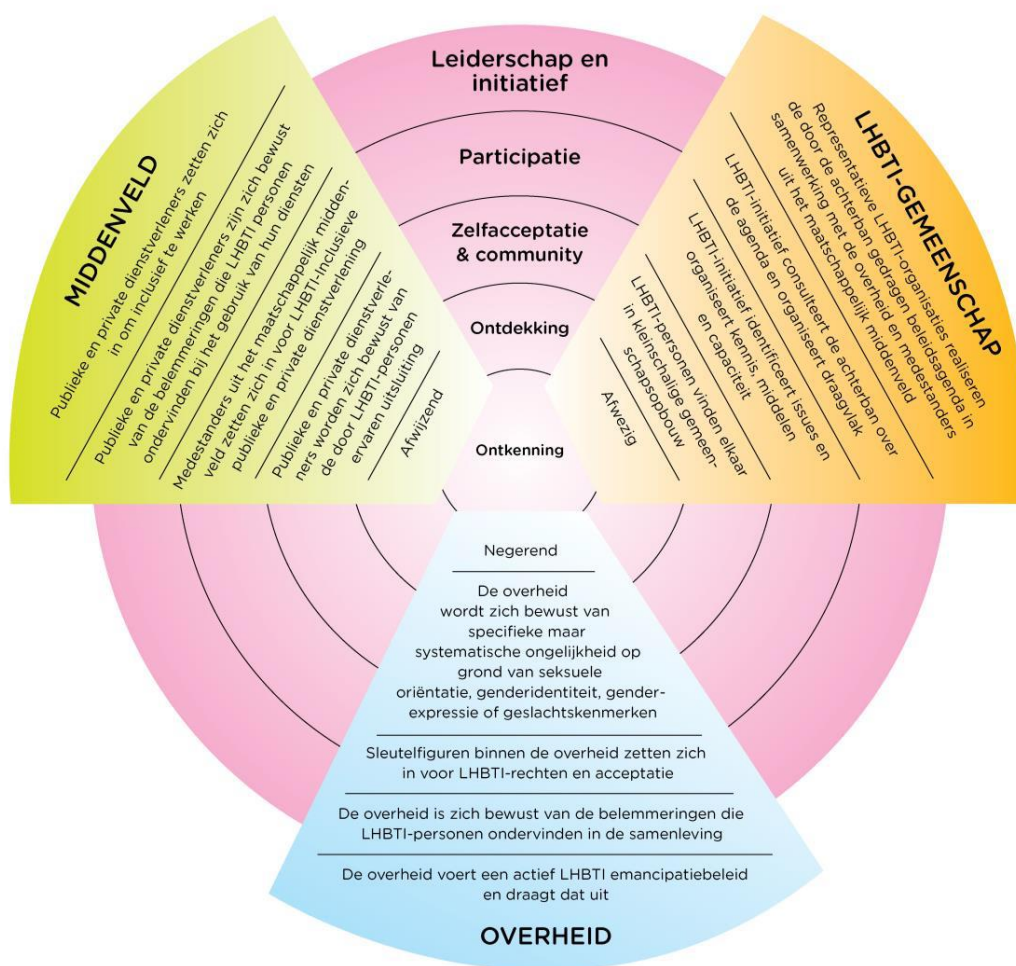 Leiderschap en
initiatief
Participatie
Zelfacceptatie
& community
Ontdekking
Ontkenning
MIDDENVELD
Publieke en private dienstverleners zetten zich
in om inclusief te werken
Publieke en private dienstverleners zijn zich bewust
van de belemmeringen die LHBTI personen
ondervinden bij het gebruik van hun diensten
Medestanders uit het maatschappelijk midden-
veld zetten zich in voor LHBTI-Inclusieve
publieke en private dienstverlening
Publieke en private dienstverle-
ners worden zich bewust van
de door LHBTI-personen
ervaren uitsluiting
Afwijzend
LHBTI-GEMEENSCHAP
Representatieve LHBTI-organisaties realiseren
de door de achterban gedragen beleidsagenda in
samenwerking met de overheid en medestanders
uit het maatschappelijk middenveld
LHBTI-initiatief consulteert de achterban over
de agenda en organiseert draagvlak
LHBTI-initiatief identificeert issues en
organiseert kennis, middelen
en capaciteit
LHBTI-personen vinden elkaar
in kleinschalige gemeen-
schapsopbouw
Afwezig
Negerend
De overheid
wordt zich bewust van
specifieke maar
systematische ongelijkheid op
grond van seksuele
oriëntatie, genderidentiteit, gender-
expressie of geslachtskenmerken
Sleutelfiguren binnen de overheid zetten zich
in voor LHBTI-rechten en acceptatie
De overheid is zich bewust van de belemmeringen die
LHBTI-personen ondervinden in de samenleving
De overheid voert een actief LHBTI emancipatiebeleid
en draagt dat uit
OVERHEID